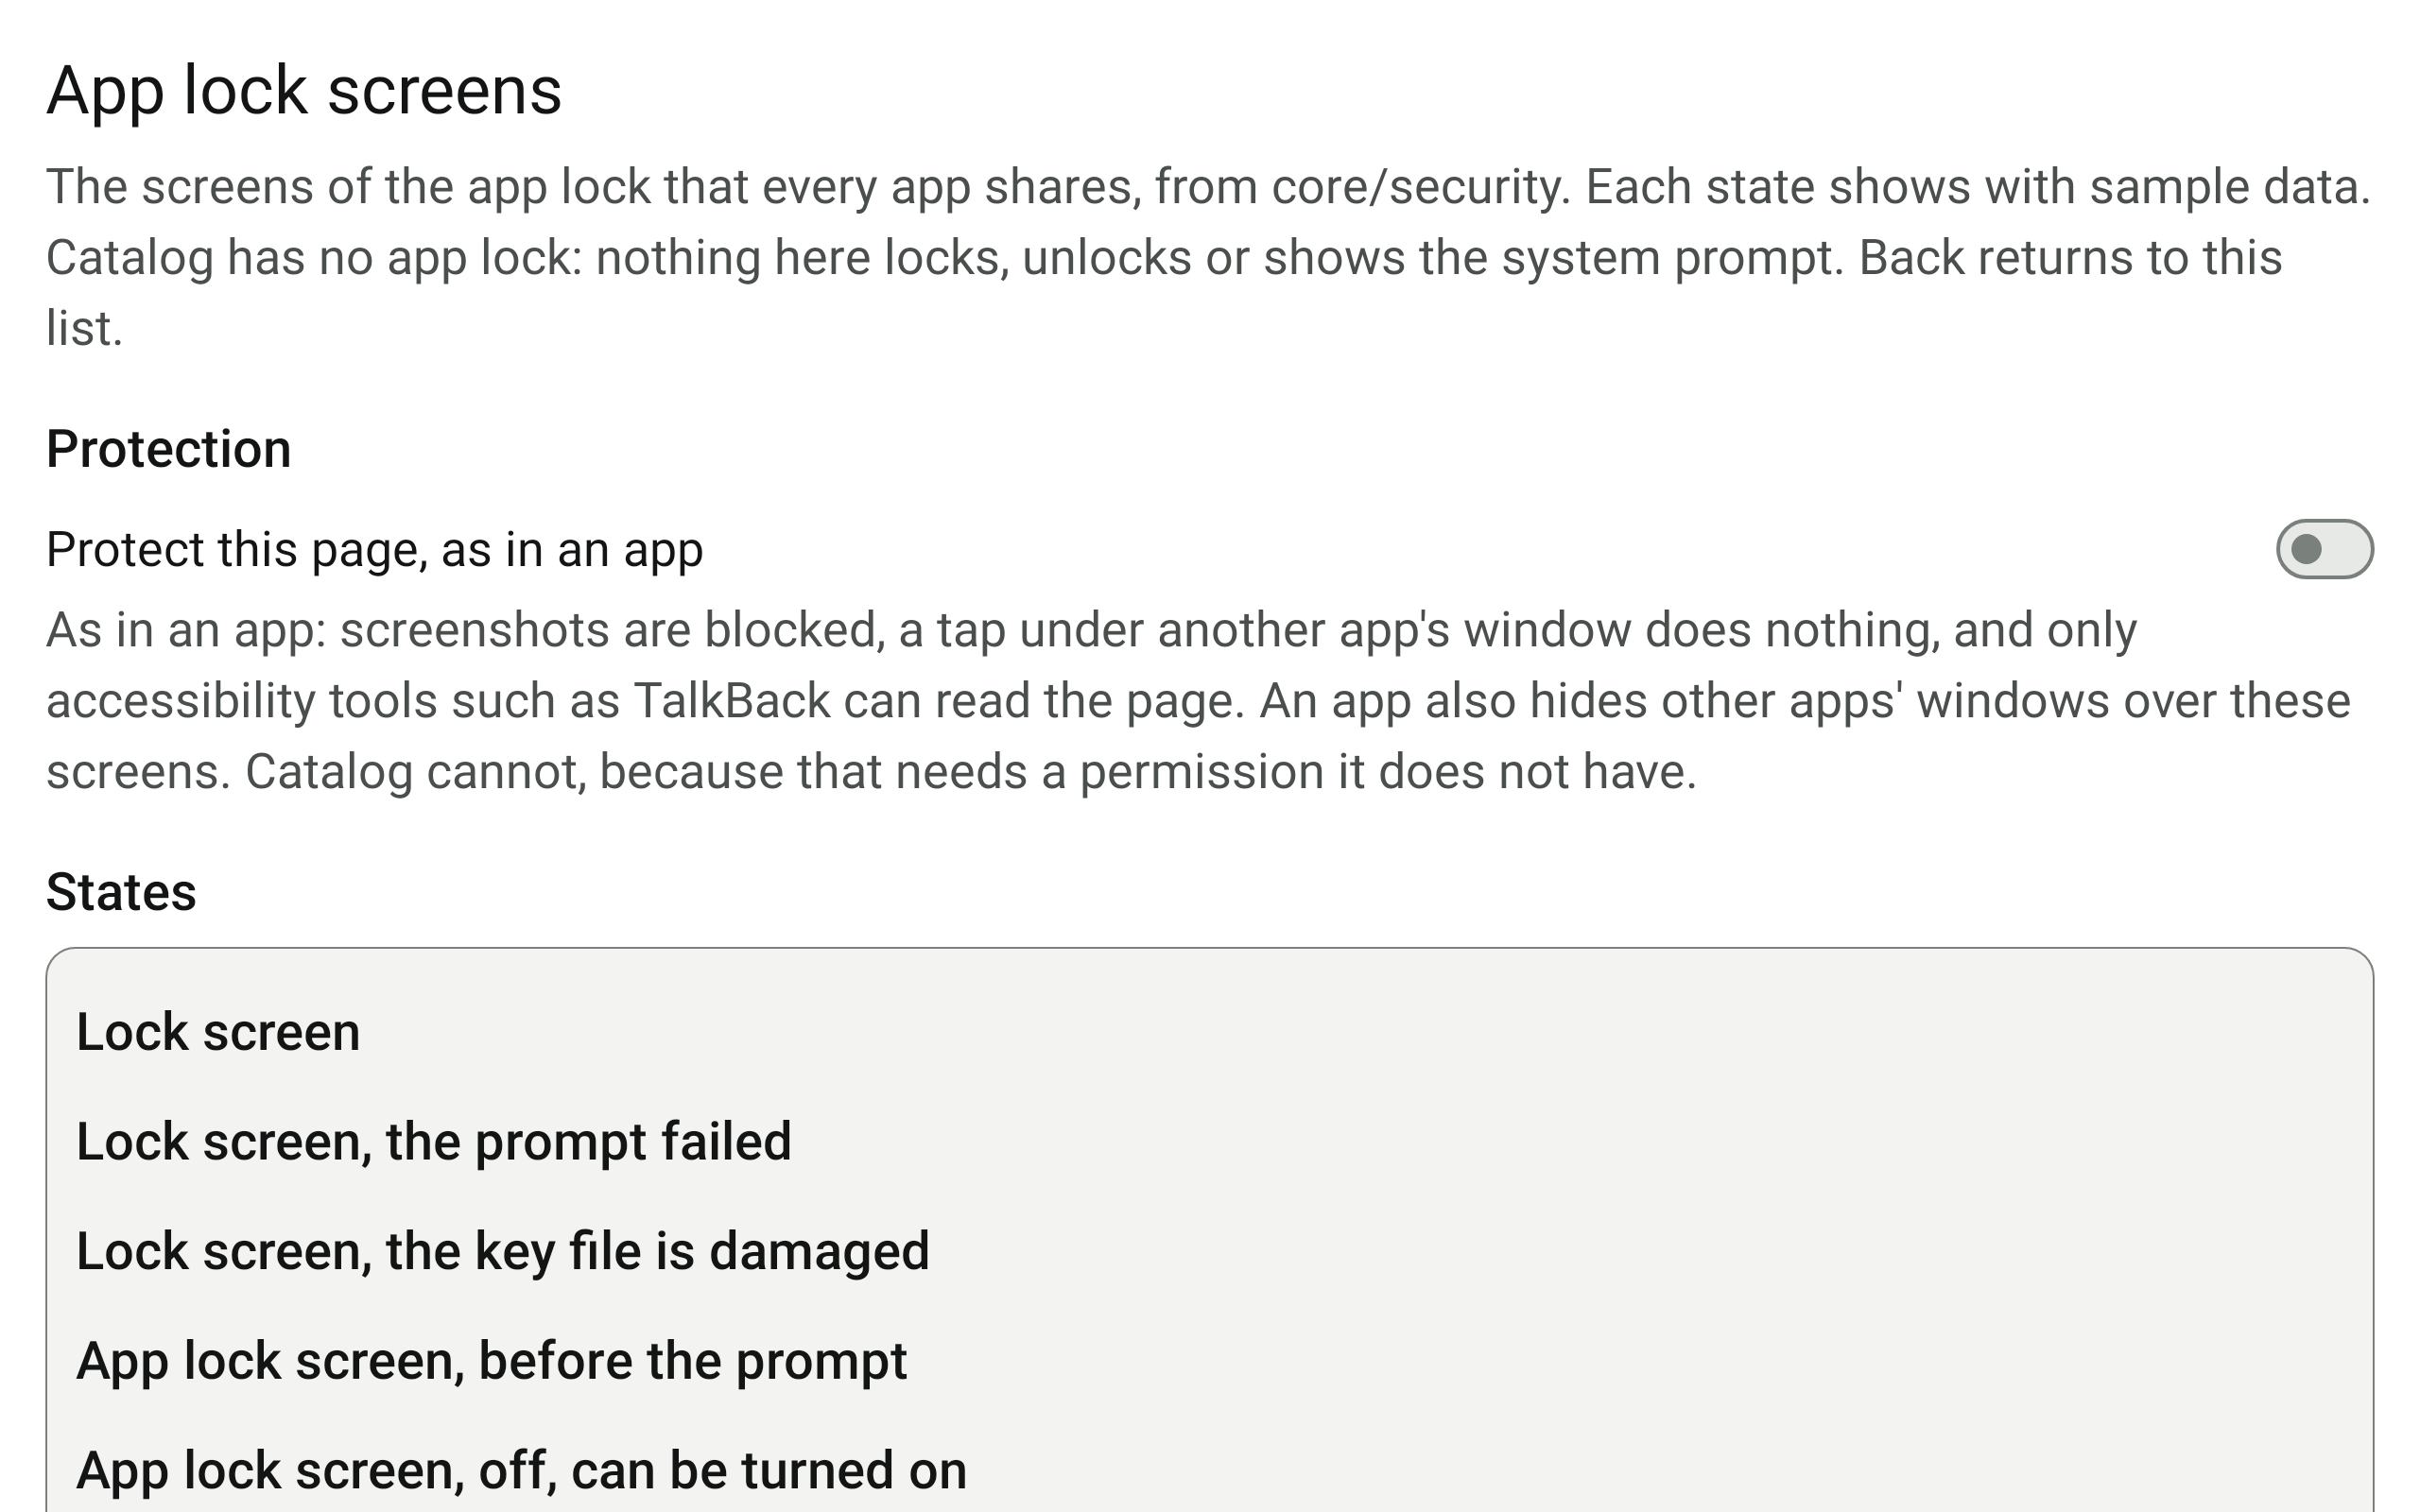 App lock screens
The screens of the app lock that every app shares, from core/security. Each state shows with sample data.
Catalog has no app lock: nothing here locks, unlocks or shows the system prompt. Back returns to this
list.
Protection
Protect this page, as in an app
As in an app: screenshots are blocked, a tap under another app's window does nothing, and only
accessibility tools such as TalkBack can read the page. An app also hides other apps' windows over these
screens. Catalog cannot, because that needs a permission it does not have.
States
Lock screen
Lock screen, the prompt failed
Lock screen, the key file is damaged
App lock screen, before the prompt
App lock screen, off, can be turned on